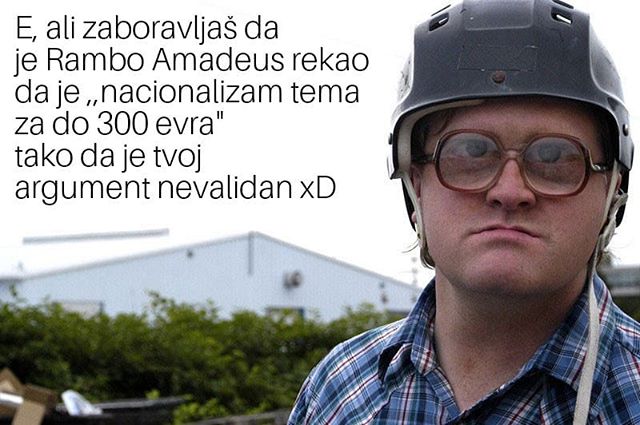 E, ali zaboravljaš da
je Rambo Amadeus rekao
da je ,,nacionalizam tema
za do 300 evra"
tako da je tvoj
argument nevalidan xD